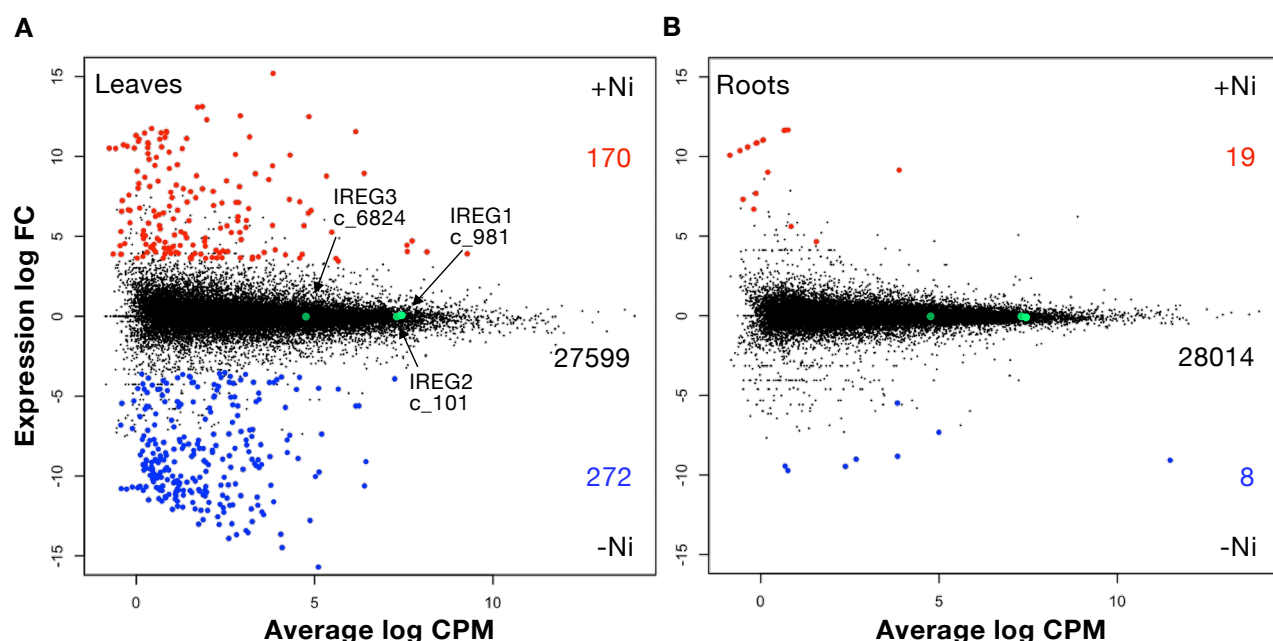 A
B
Leaves
+Ni
170
IREG3
c_6824
IREG1
c_981
27599
IREG2
c_101
272
-Ni
Expression log FC
15
10
5
0
-5
-10
-15
0
5
10
Average log CPM
Roots
+Ni
19
28014
8
-Ni
15
10
5
0
-5
-10
-15
0
5
10
Average log CPM